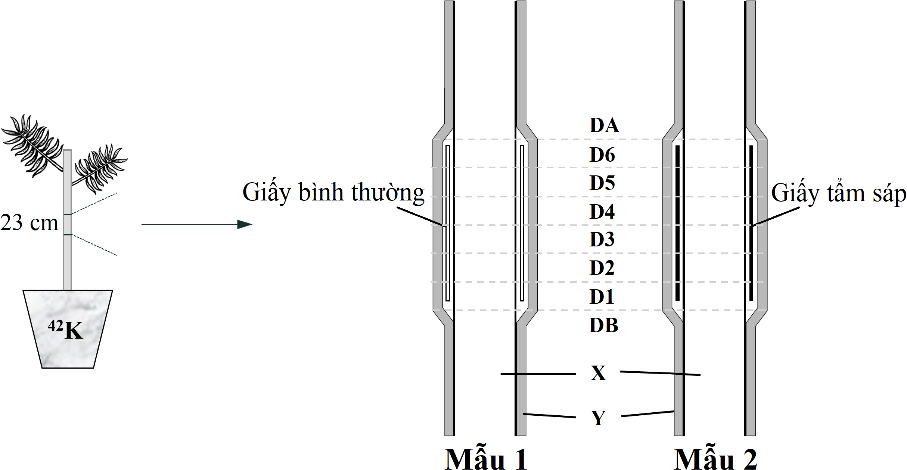 23 cm
⁴²K
Giấy bình thường
DA
D6
D5
D4
D3
D2
D1
DB
X
Y
Giấy tẩm sáp
Mẫu 1
Mẫu 2